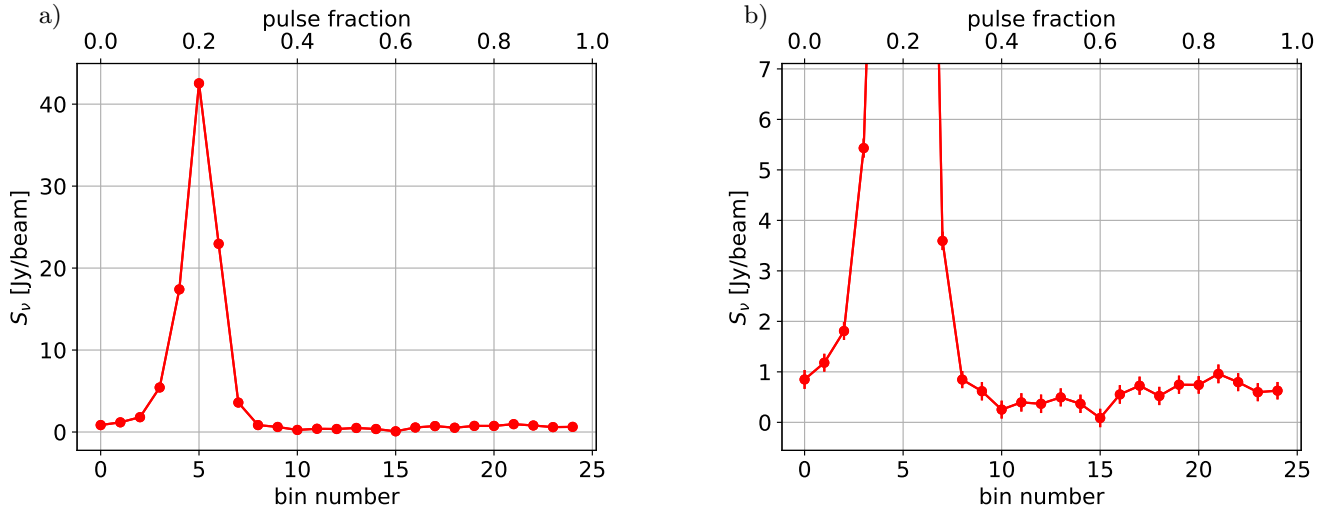 a)
pulse fraction
0.0 0.2 0.4 0.6 0.8 1.0
40
30
20
10
0
S_ν [Jy/beam]
0 5 10 15 20 25
bin number
b)
pulse fraction
0.0 0.2 0.4 0.6 0.8 1.0
7
6
5
4
3
2
1
0
S_ν [Jy/beam]
0 5 10 15 20 25
bin number